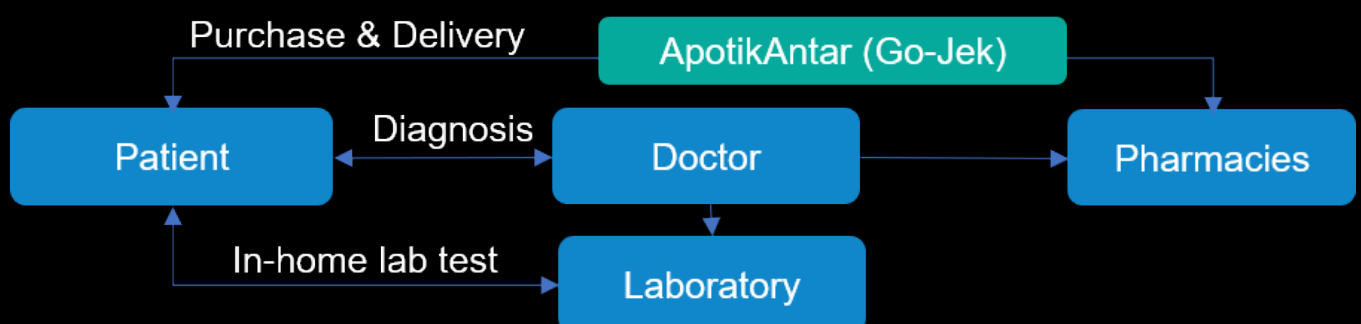 Purchase & Delivery
ApotikAntar (Go-Jek)
Patient
Diagnosis
Doctor
Pharmacies
In-home lab test
Laboratory